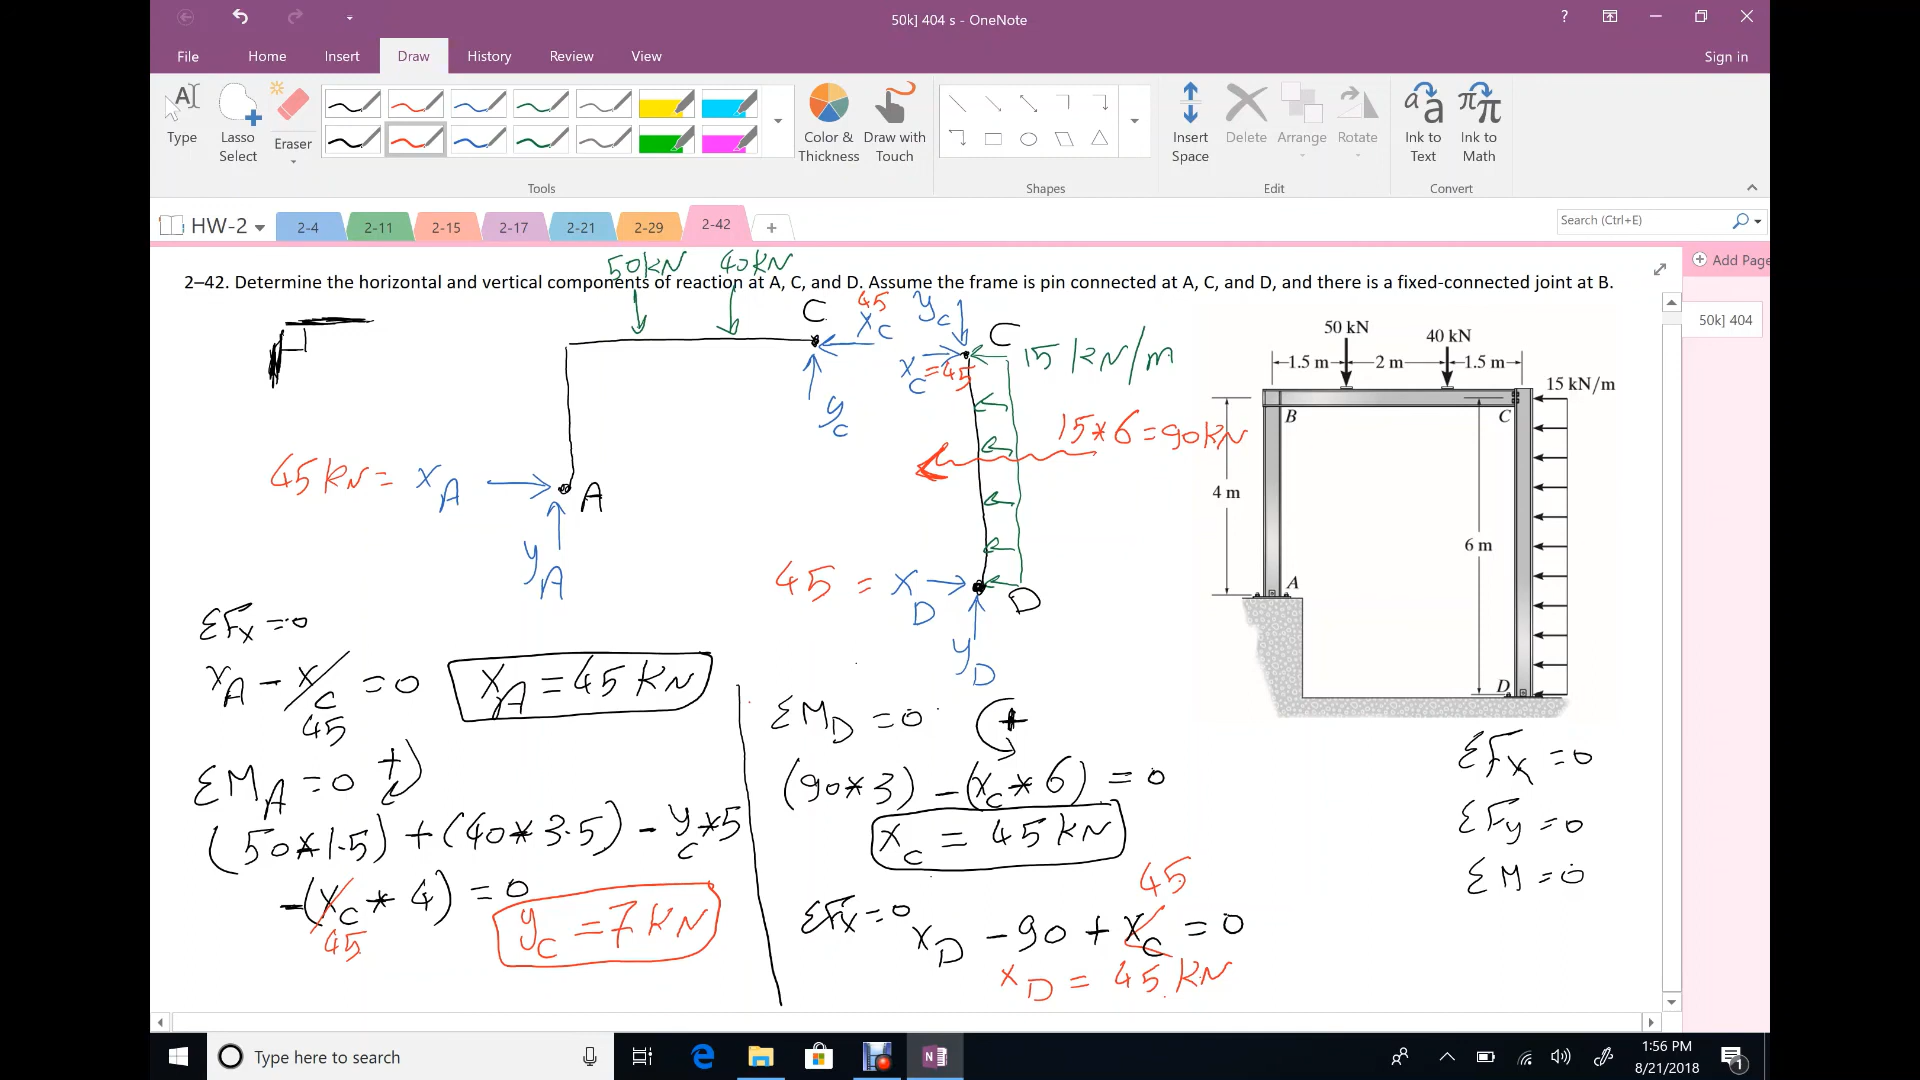 50k] 404 s - OneNote
File Home Insert Draw History Review View
Sign in
Type
Lasso Select
Eraser
Color & Thickness
Draw with Touch
Insert Space
Delete
Arrange
Rotate
Ink to Text
Ink to Math
Tools
Shapes
Edit
Convert
HW-2
2-4 2-11 2-15 2-17 2-21 2-29 2-42
Search (Ctrl+E)
Add Page
50k] 404
50kN 40kN
2–42. Determine the horizontal and vertical components of reaction at A, C, and D. Assume the frame is pin connected at A, C, and D, and there is a fixed-connected joint at B.
C
45
xC
yC
45 kN = xA
A
yA
yC
C
xC = 45
15 kN/m
15*6 = 90kN
45 = xD
D
yD
50 kN
40 kN
1.5 m 2 m 1.5 m
15 kN/m
B
C
4 m
6 m
A
D
ΣFx = 0
xA - xC = 0
45
xA = 45 kN
ΣMA = 0 +
(50*1.5) + (40*3.5) - yC*5
-(xC * 4) = 0
45
yC = 7 kN
ΣMD = 0 +
(90*3) - (xC*6) = 0
xC = 45 kN
ΣFx = 0
45
xD - 90 + xC = 0
xD = 45 kN
ΣFx = 0
ΣFy = 0
ΣM = 0
Type here to search
1:56 PM
8/21/2018
1